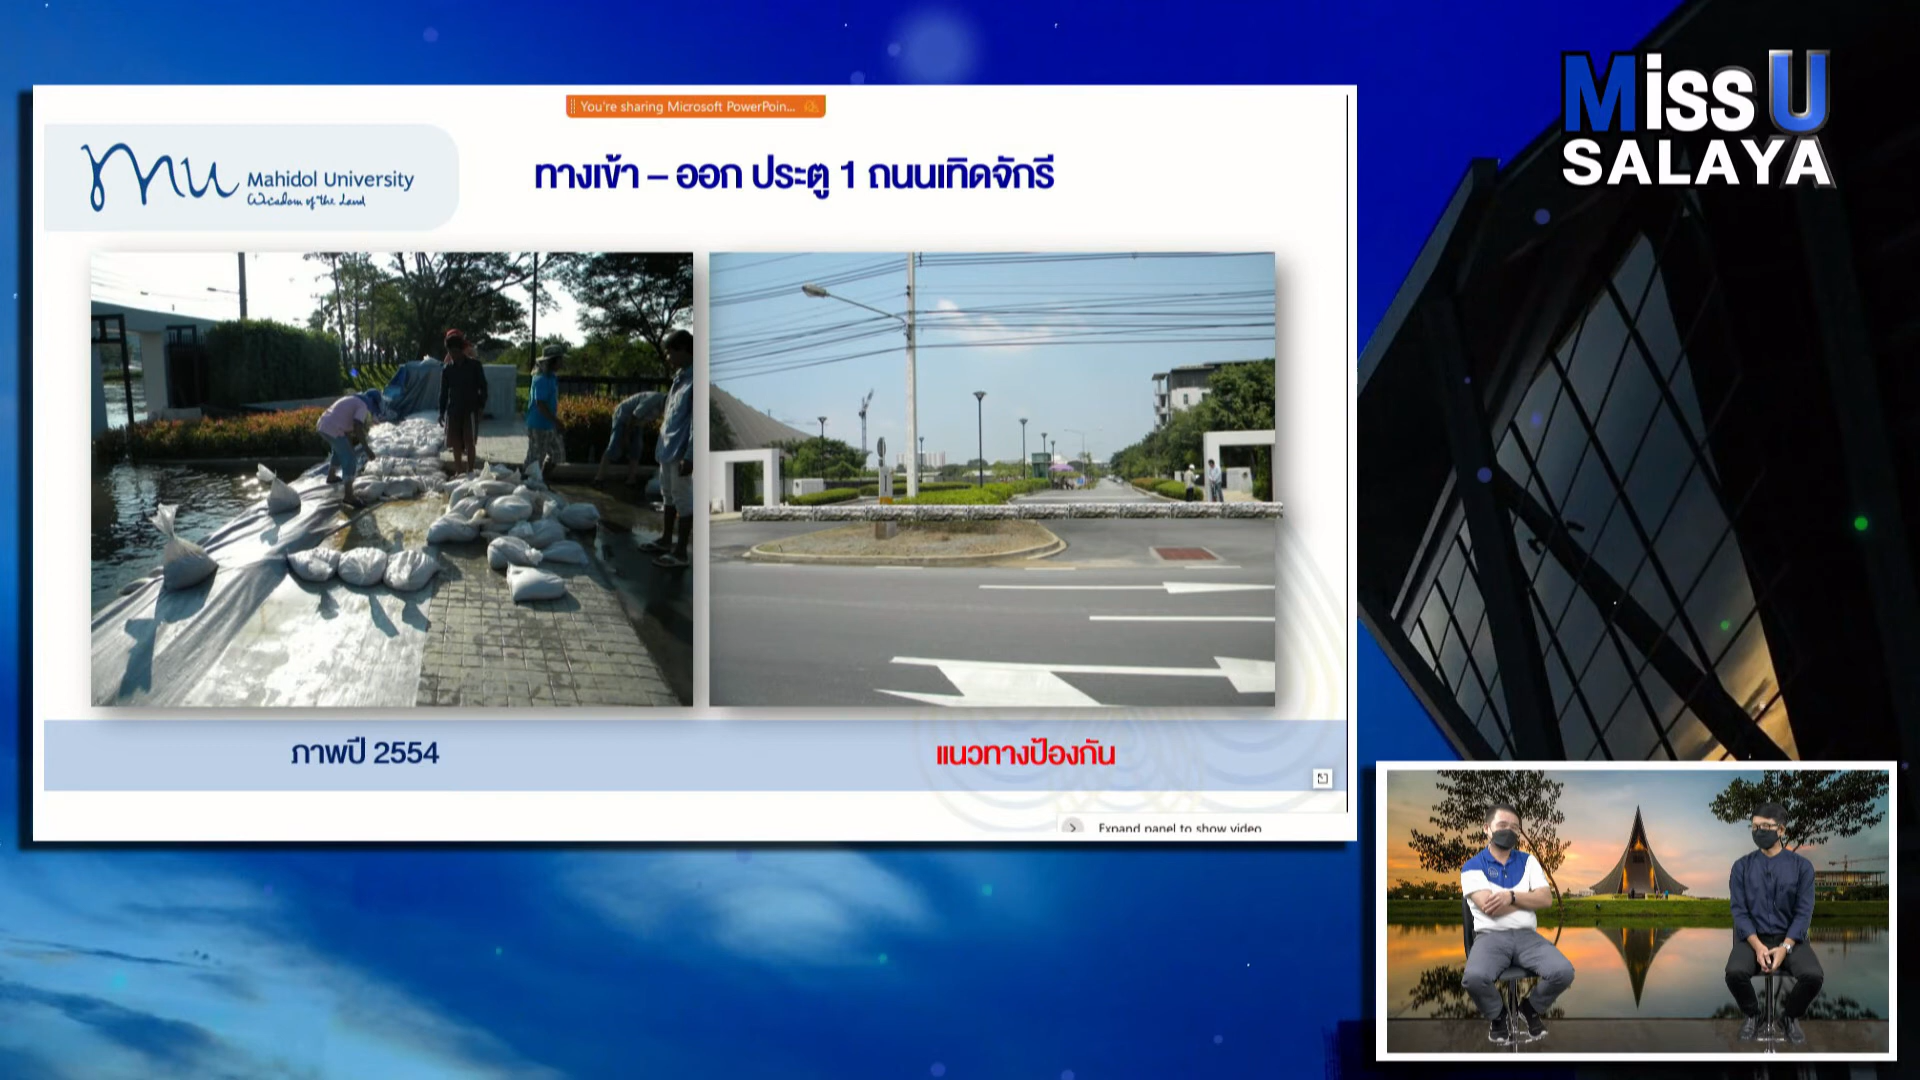 You're sharing Microsoft PowerPoin...
Miss U
SALAYA
mu
Mahidol University
Wisdom of the Land
ทางเข้า – ออก ประตู 1 ถนนเทิดจักรี
ภาพปี 2554
แนวทางป้องกัน
Expand panel to show video